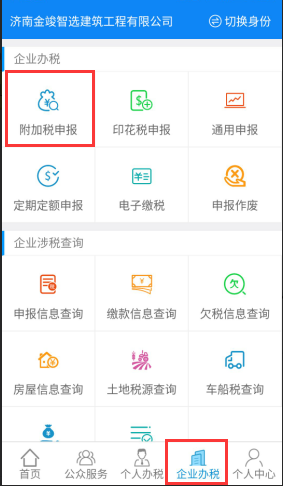 济南金竣智选建筑工程有限公司 切换身份
企业办税
附加税申报 印花税申报 通用申报
定期定额申报 电子缴税 申报作废
企业涉税查询
申报信息查询 缴款信息查询 欠税信息查询
房屋信息查询 土地税源查询 车船税查询
首页 公众服务 个人办税 企业办税 个人中心